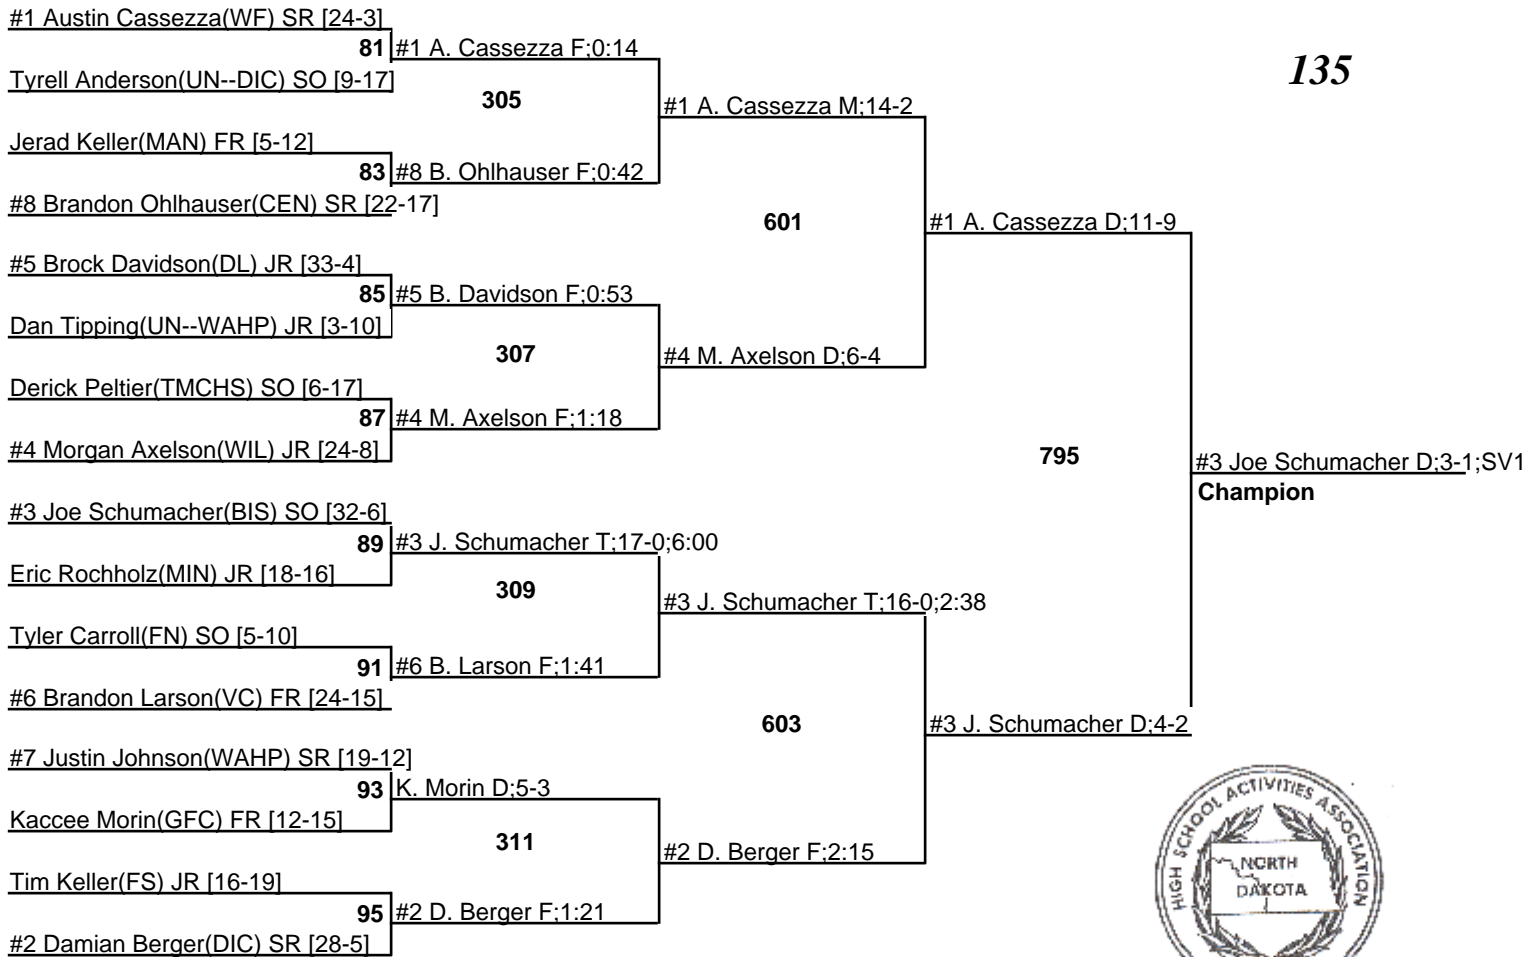 #1 Austin Cassezza(WF) SR [24-3]
81 #1 A. Cassezza F;0:14
135
Tyrell Anderson(UN--DIC) SO [9-17]
305
#1 A. Cassezza M;14-2
Jerad Keller(MAN) FR [5-12]
83 #8 B. Ohlhauser F;0:42
#8 Brandon Ohlhauser(CEN) SR [22-17]
601
#1 A. Cassezza D;11-9
#5 Brock Davidson(DL) JR [33-4]
85 #5 B. Davidson F;0:53
Dan Tipping(UN--WAHP) JR [3-10]
307
#4 M. Axelson D;6-4
Derick Peltier(TMCHS) SO [6-17]
87 #4 M. Axelson F;1:18
#4 Morgan Axelson(WIL) JR [24-8]
795
#3 Joe Schumacher D;3-1;SV1
Champion
#3 Joe Schumacher(BIS) SO [32-6]
89 #3 J. Schumacher T;17-0;6:00
Eric Rochholz(MIN) JR [18-16]
309
#3 J. Schumacher T;16-0;2:38
Tyler Carroll(FN) SO [5-10]
91 #6 B. Larson F;1:41
#6 Brandon Larson(VC) FR [24-15]
603
#3 J. Schumacher D;4-2
#7 Justin Johnson(WAHP) SR [19-12]
93 K. Morin D;5-3
Kaccee Morin(GFC) FR [12-15]
311
#2 D. Berger F;2:15
Tim Keller(FS) JR [16-19]
95 #2 D. Berger F;1:21
#2 Damian Berger(DIC) SR [28-5]
HIGH SCHOOL ACTIVITIES ASSOCIATION
NORTH
DAKOTA